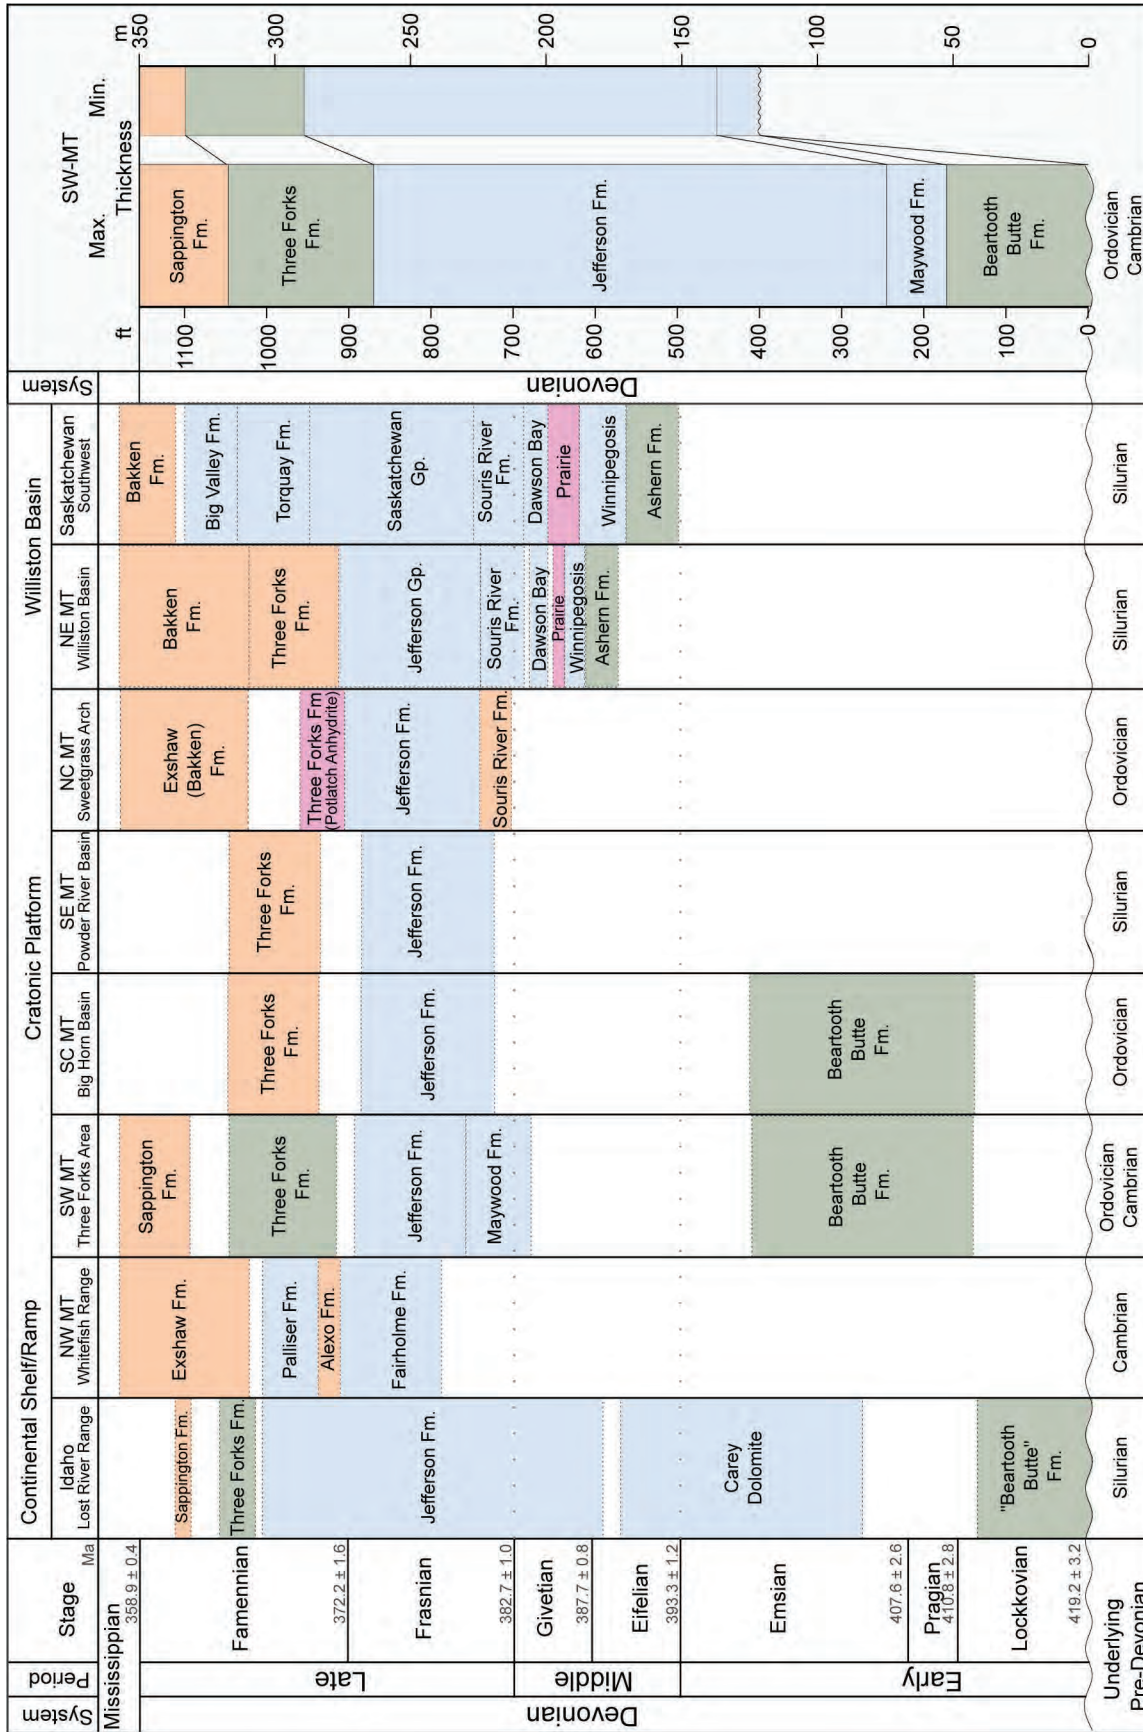 System
Period
Stage
Ma
Continental Shelf/Ramp
Cratonic Platform
Williston Basin
System
SW-MT
Idaho
Lost River Range
NW MT
Whitefish Range
SW MT
Three Forks Area
SC MT
Big Horn Basin
SE MT
Powder River Basin
NC MT
Sweetgrass Arch
NE MT
Williston Basin
Saskatchewan
Southwest
ft
Max.
Thickness
Min.
m
Mississippian
358.9 ± 0.4
Devonian
Late
Famennian
372.2 ± 1.6
Frasnian
382.7 ± 1.0
Middle
Givetian
387.7 ± 0.8
Eifelian
393.3 ± 1.2
Early
Emsian
407.6 ± 2.6
Pragian
410.8 ± 2.8
Lockkovian
419.2 ± 3.2
Underlying
Pre-Devonian
Sappington Fm.
Three Forks Fm.
Jefferson Fm.
Carey
Dolomite
"Beartooth
Butte"
Fm.
Silurian
Exshaw Fm.
Palliser Fm.
Alexo Fm.
Fairholme Fm.
Cambrian
Sappington
Fm.
Three Forks
Fm.
Jefferson Fm.
Maywood Fm.
Beartooth
Butte
Fm.
Ordovician
Cambrian
Three Forks
Fm.
Jefferson Fm.
Beartooth
Butte
Fm.
Ordovician
Three Forks
Fm.
Jefferson Fm.
Silurian
Exshaw
(Bakken)
Fm.
Three Forks Fm
(Potlatch Anhydrite)
Jefferson Fm.
Souris River Fm.
Ordovician
Bakken
Fm.
Three Forks
Fm.
Jefferson Gp.
Souris River
Fm.
Dawson Bay
Prairie
Winnipegosis
Ashern Fm.
Silurian
Bakken
Fm.
Big Valley Fm.
Torquay Fm.
Saskatchewan
Gp.
Souris River
Fm.
Dawson Bay
Prairie
Winnipegosis
Ashern Fm.
Silurian
Devonian
1100
1000
900
800
700
600
500
400
300
200
100
0
Sappington
Fm.
Three Forks
Fm.
Jefferson Fm.
Maywood Fm.
Beartooth
Butte
Fm.
Ordovician
Cambrian
350
300
250
200
150
100
50
0